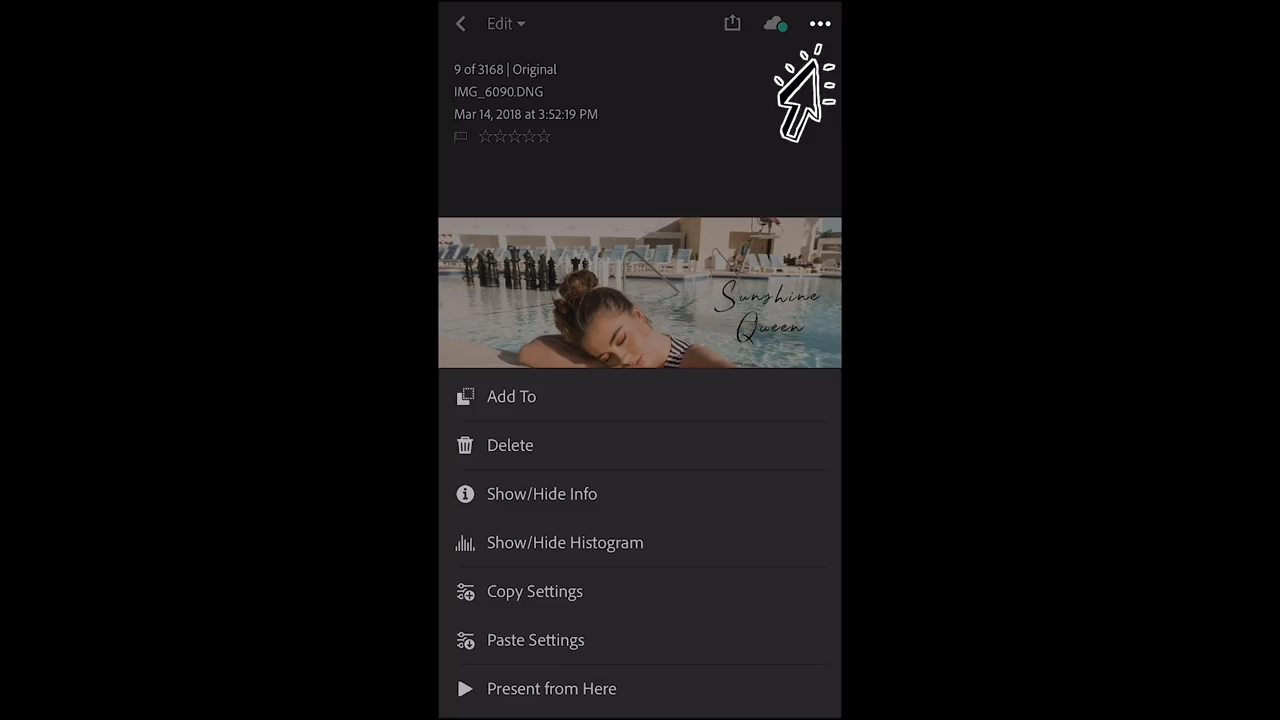 Edit
9 of 3168 | Original
IMG_6090.DNG
Mar 14, 2018 at 3:52:19 PM
Sunshine
Queen
Add To
Delete
Show/Hide Info
Show/Hide Histogram
Copy Settings
Paste Settings
Present from Here